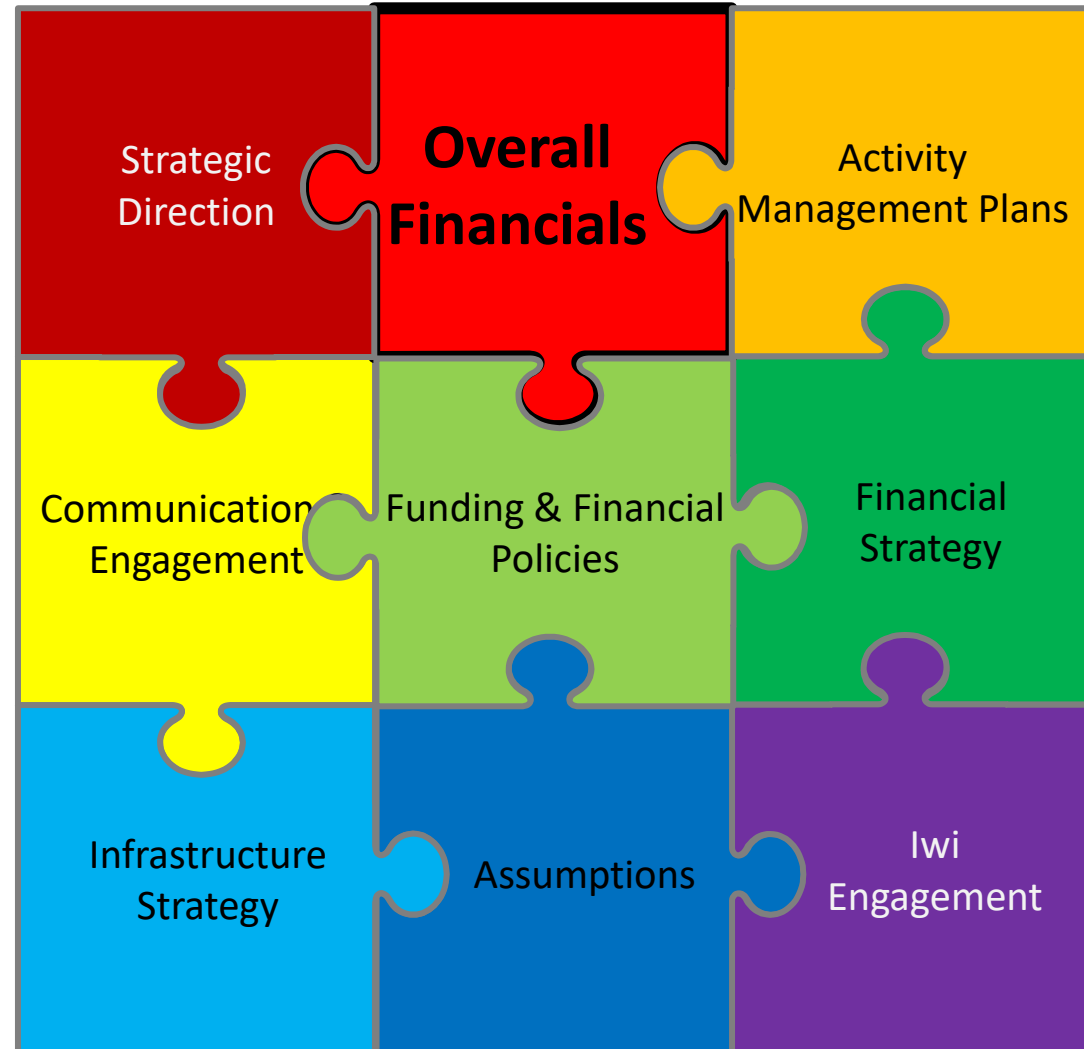 Strategic
Direction
Overall
Financials
Activity
Management Plans
Communication
Engagement
Funding & Financial
Policies
Financial
Strategy
Infrastructure
Strategy
Assumptions
Iwi
Engagement